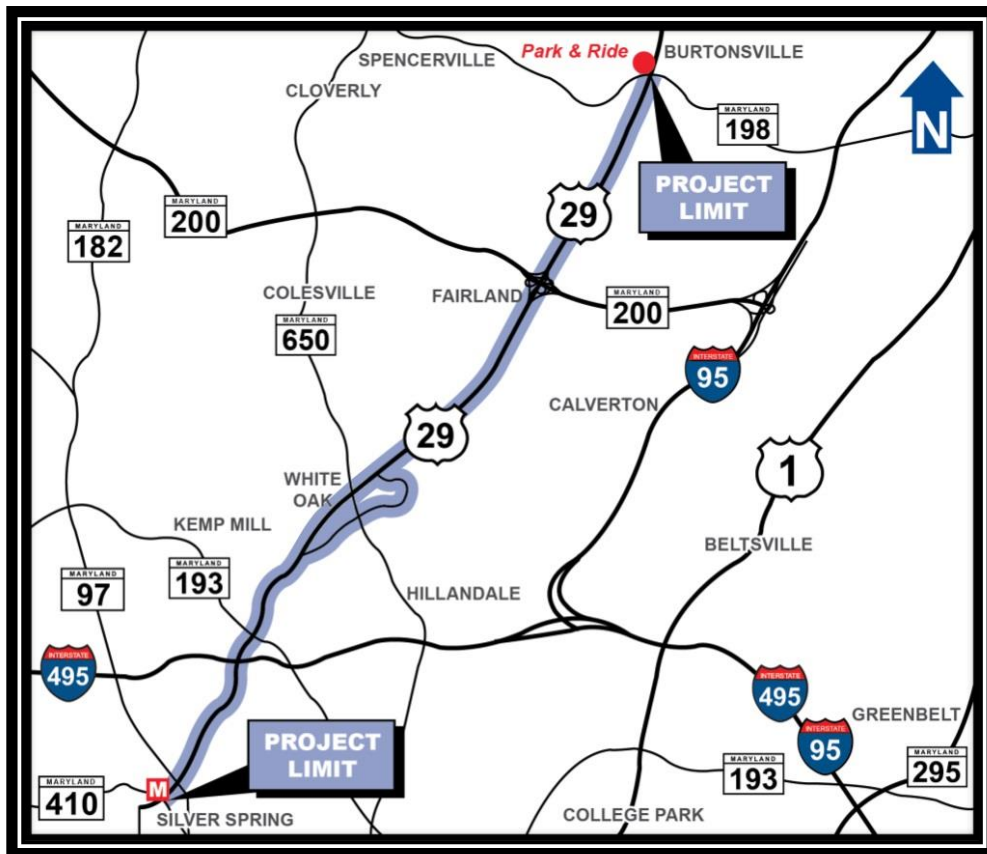 Park & Ride
BURTONSVILLE
SPENCERVILLE
CLOVERLY
MARYLAND
198
N
PROJECT
LIMIT
MARYLAND
200
29
MARYLAND
182
COLESVILLE
FAIRLAND
MARYLAND
200
MARYLAND
650
INTERSTATE
95
CALVERTON
29
1
WHITE
OAK
KEMP MILL
BELTSVILLE
MARYLAND
193
MARYLAND
97
HILLANDALE
INTERSTATE
495
INTERSTATE
495
GREENBELT
INTERSTATE
95
PROJECT
LIMIT
MARYLAND
193
MARYLAND
295
MARYLAND
410
M
SILVER SPRING
COLLEGE PARK